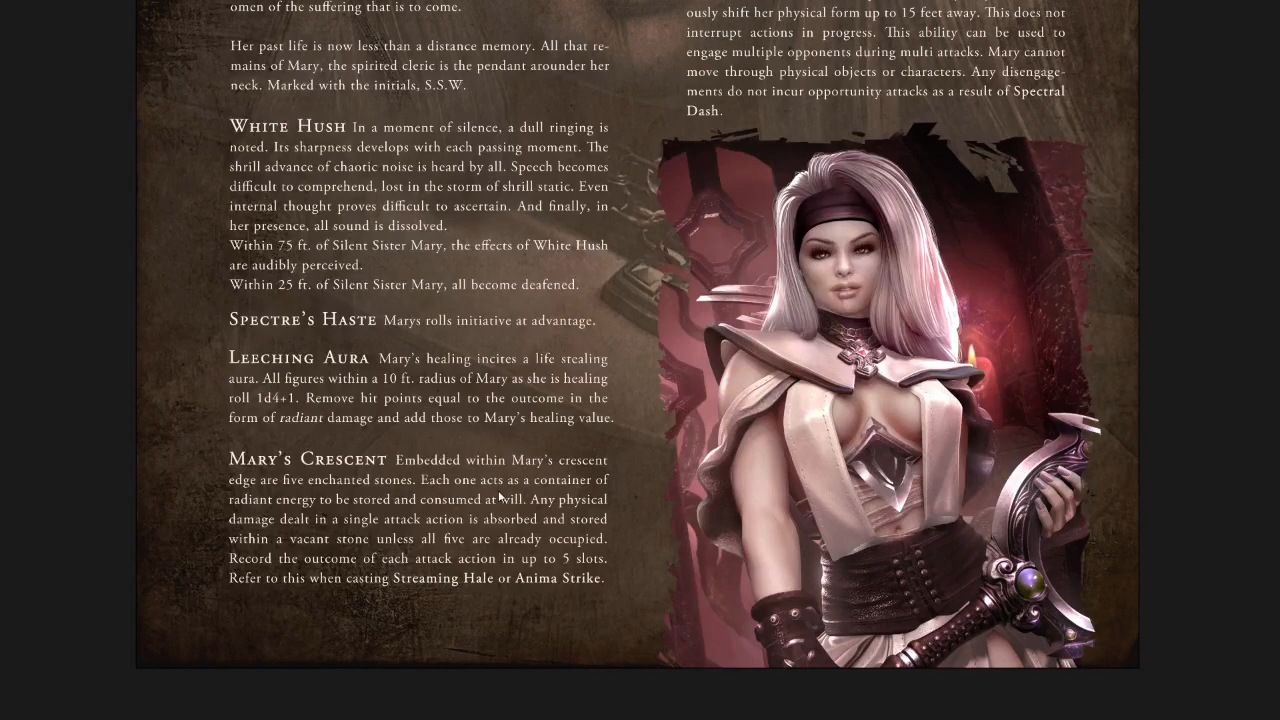 omen of the suffering that is to come.
Her past life is now less than a distance memory. All that re-
mains of Mary, the spirited cleric is the pendant arounder her
neck. Marked with the initials, S.S.W.
White Hush In a moment of silence, a dull ringing is
noted. Its sharpness develops with each passing moment. The
shrill advance of chaotic noise is heard by all. Speech becomes
difficult to comprehend, lost in the storm of shrill static. Even
internal thought proves difficult to ascertain. And finally, in
her presence, all sound is dissolved.
Within 75 ft. of Silent Sister Mary, the effects of White Hush
are audibly perceived.
Within 25 ft. of Silent Sister Mary, all become deafened.
Spectre's Haste Marys rolls initiative at advantage.
Leeching Aura Mary's healing incites a life stealing
aura. All figures within a 10 ft. radius of Mary as she is healing
roll 1d4+1. Remove hit points equal to the outcome in the
form of radiant damage and add those to Mary's healing value.
Mary's Crescent Embedded within Mary's crescent
edge are five enchanted stones. Each one acts as a container of
radiant energy to be stored and consumed at will. Any physical
damage dealt in a single attack action is absorbed and stored
within a vacant stone unless all five are already occupied.
Record the outcome of each attack action in up to 5 slots.
Refer to this when casting Streaming Hale or Anima Strike.
ously shift her physical form up to 15 feet away. This does not
interrupt actions in progress. This ability can be used to
engage multiple opponents during multi attacks. Mary cannot
move through physical objects or characters. Any disengage-
ments do not incur opportunity attacks as a result of Spectral
Dash.